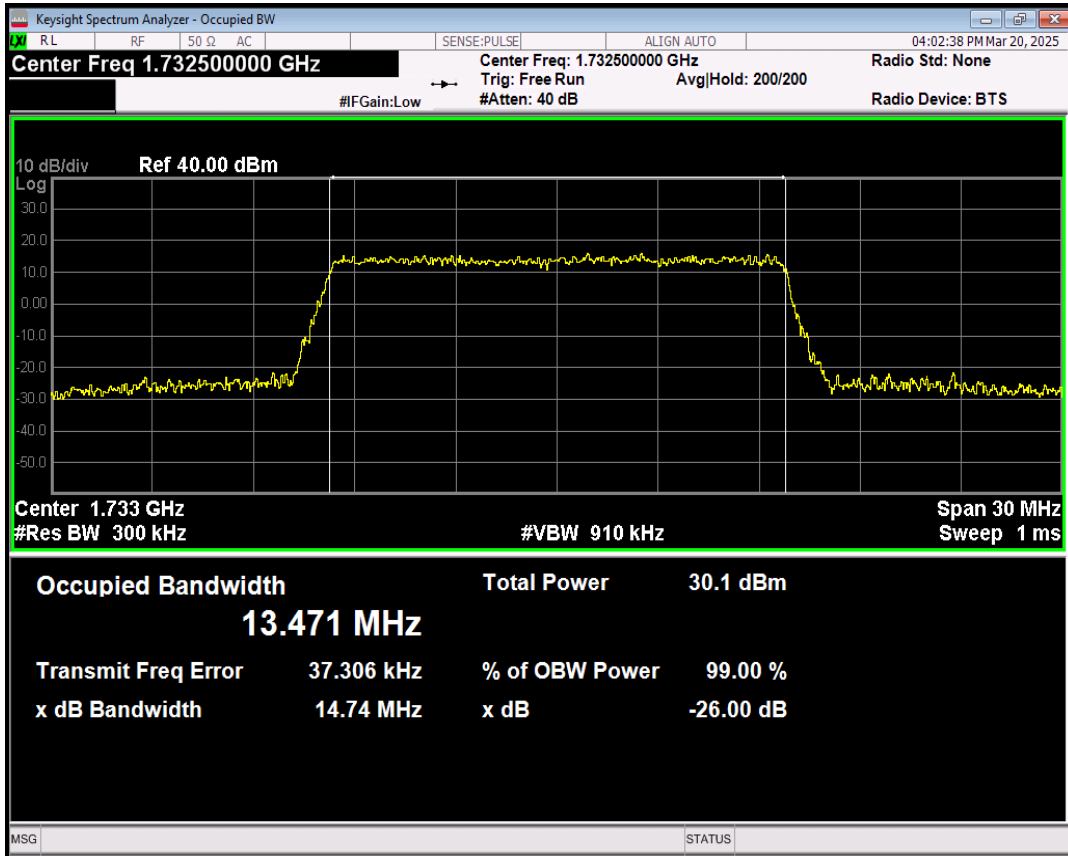 Keysight Spectrum Analyzer - Occupied BW
LXI RL RF 50 Ω AC SENSE:PULSE ALIGN AUTO 04:02:38 PM Mar 20, 2025
Center Freq 1.732500000 GHz Center Freq: 1.732500000 GHz Radio Std: None
Trig: Free Run Avg|Hold: 200/200
#IFGain:Low #Atten: 40 dB Radio Device: BTS
10 dB/div Ref 40.00 dBm
Log
30.0
20.0
10.0
0.00
-10.0
-20.0
-30.0
-40.0
-50.0
Center 1.733 GHz Span 30 MHz
#Res BW 300 kHz #VBW 910 kHz Sweep 1 ms
Occupied Bandwidth Total Power 30.1 dBm
13.471 MHz
Transmit Freq Error 37.306 kHz % of OBW Power 99.00 %
x dB Bandwidth 14.74 MHz x dB -26.00 dB
MSG STATUS